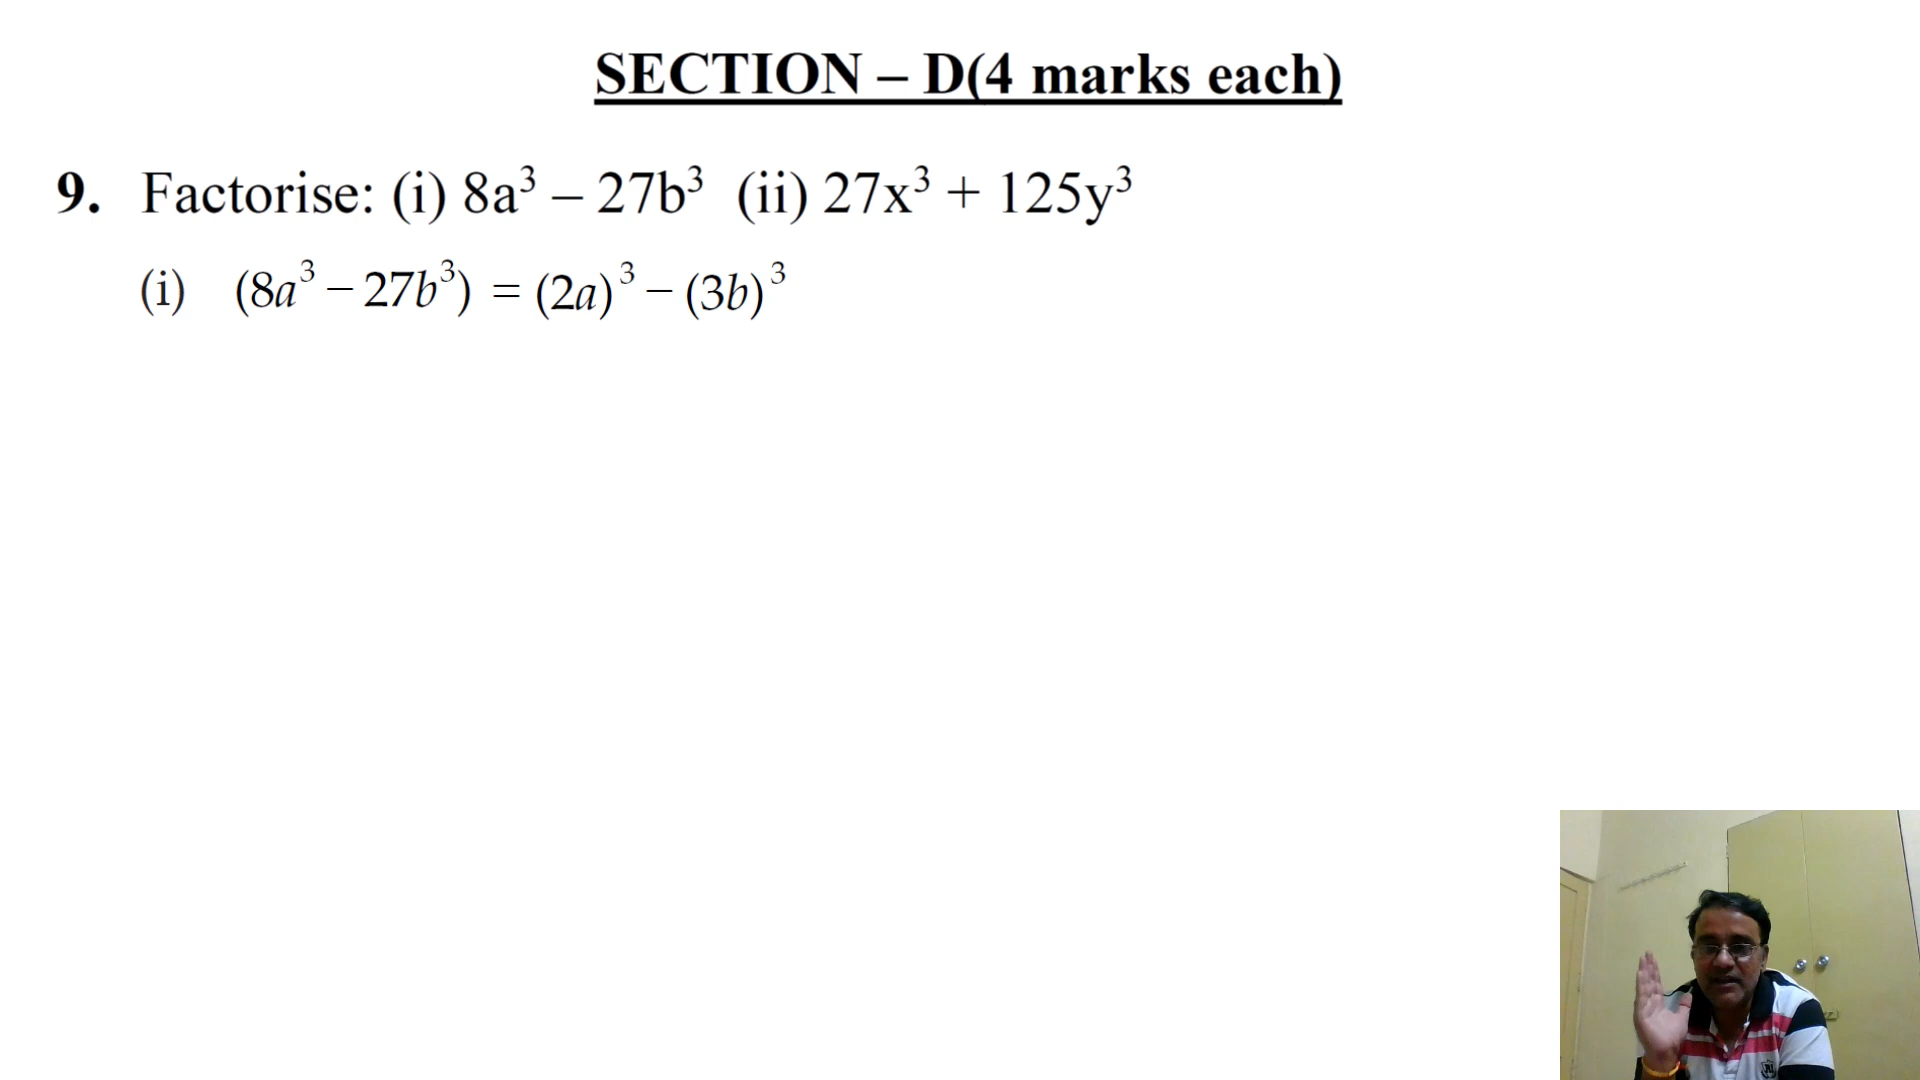 SECTION – D(4 marks each)
9. Factorise: (i) 8a³ – 27b³ (ii) 27x³ + 125y³
(i) (8a³ – 27b³) = (2a)³ – (3b)³